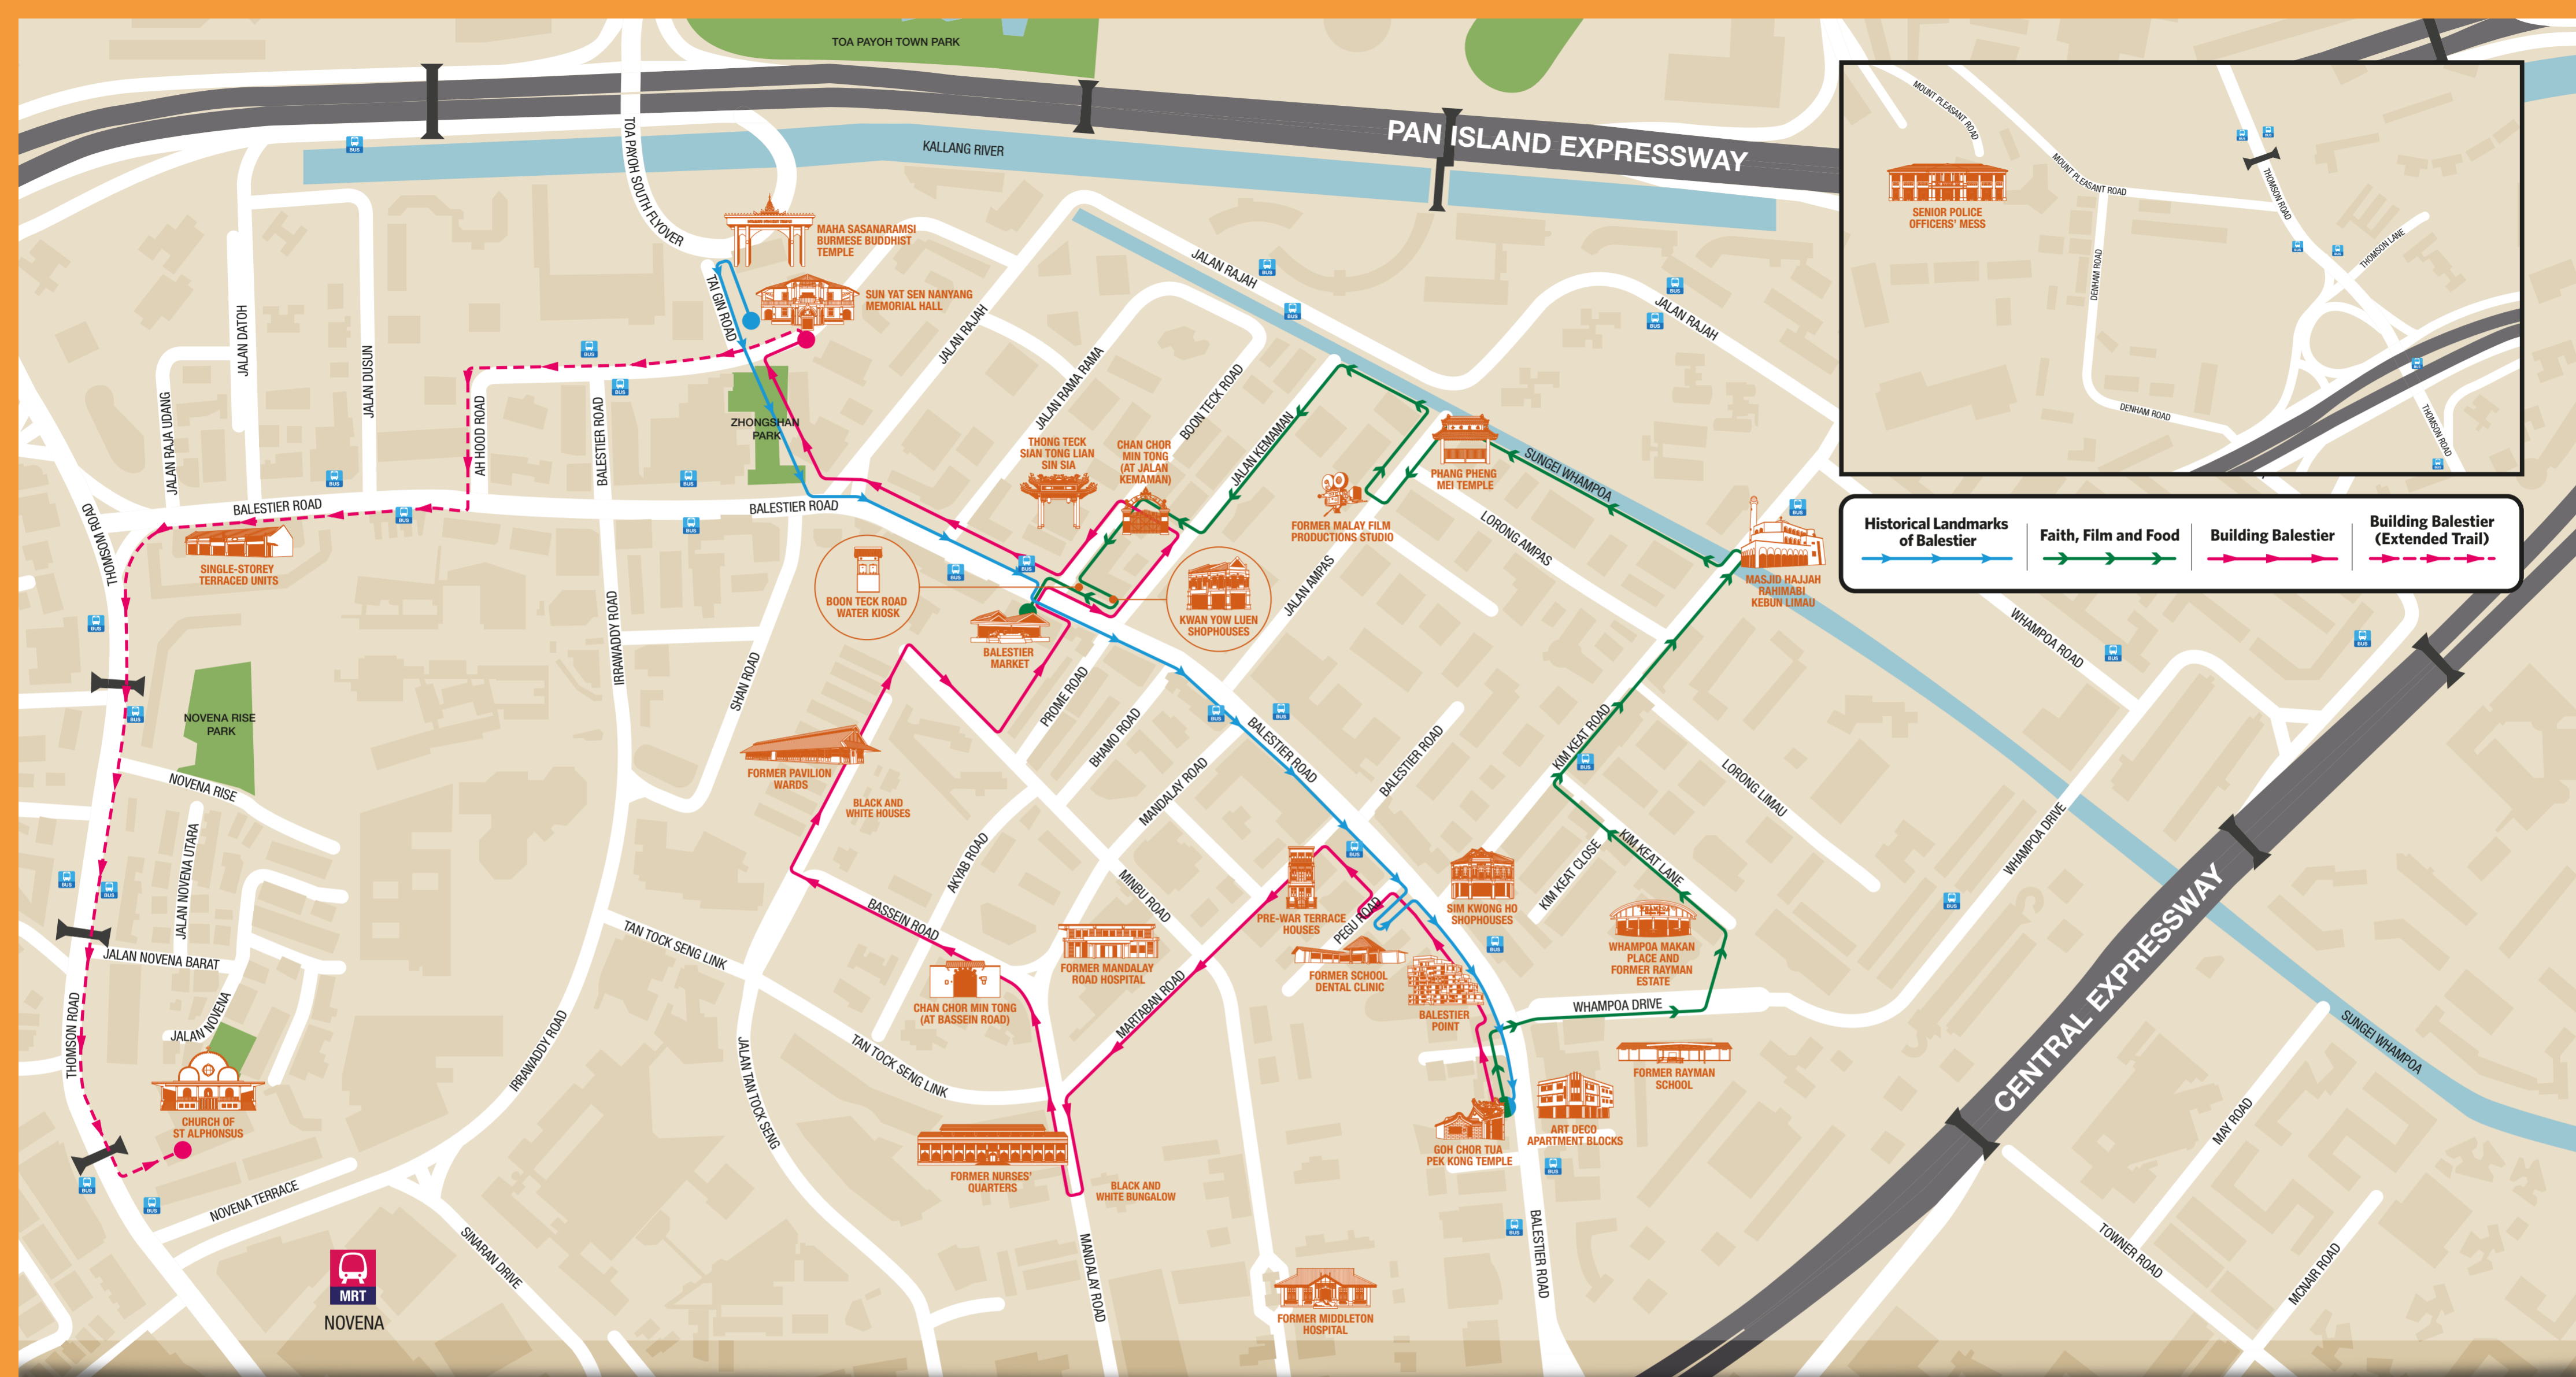 TOA PAYOH TOWN PARK
PAN ISLAND EXPRESSWAY
KALLANG RIVER
TOA PAYOH SOUTH FLYOVER
MAHA SASANARAMSI
BURMESE BUDDHIST
TEMPLE
SUN YAT SEN NANYANG
MEMORIAL HALL
TAI GIN ROAD
JALAN RAJAH
JALAN RAJAH
JALAN RAJAH
JALAN DATOH
JALAN DUSUN
JALAN RAJA UDANG
AH HOOD ROAD
BALESTIER ROAD
ZHONGSHAN
PARK
JALAN RAMA RAMA
BOON TECK ROAD
JALAN KEMAMAN
THONG TECK
SIAN TONG LIAN
SIN SIA
CHAN CHOR
MIN TONG
(AT JALAN
KEMAMAN)
PHANG PHENG
MEI TEMPLE
FORMER MALAY FILM
PRODUCTIONS STUDIO
SUNGEI WHAMPOA
LORONG AMPAS
JALAN AMPAS
MASJID HAJJAH
RAHIMABI
KEBUN LIMAU
MOUNT PLEASANT ROAD
MOUNT PLEASANT ROAD
SENIOR POLICE
OFFICERS' MESS
DENHAM ROAD
DENHAM ROAD
THOMSON ROAD
THOMSON LANE
THOMSON ROAD
Historical Landmarks
of Balestier
Faith, Film and Food
Building Balestier
Building Balestier
(Extended Trail)
THOMSON ROAD
BALESTIER ROAD
BALESTIER ROAD
SINGLE-STOREY
TERRACED UNITS
BOON TECK ROAD
WATER KIOSK
BALESTIER
MARKET
KWAN YOW LUEN
SHOPHOUSES
IRRAWADDY ROAD
SHAN ROAD
PROME ROAD
BHAMO ROAD
MANDALAY ROAD
BALESTIER ROAD
BALESTIER ROAD
KIM KEAT ROAD
LORONG LIMAU
WHAMPOA ROAD
WHAMPOA DRIVE
NOVENA RISE
PARK
NOVENA RISE
JALAN NOVENA UTARA
JALAN NOVENA BARAT
JALAN NOVENA
THOMSON ROAD
FORMER PAVILION
WARDS
BLACK AND
WHITE HOUSES
AKYAB ROAD
MINBU ROAD
BASSEIN ROAD
TAN TOCK SENG LINK
TAN TOCK SENG LINK
JALAN TAN TOCK SENG
IRRAWADDY ROAD
CHAN CHOR MIN TONG
(AT BASSEIN ROAD)
FORMER MANDALAY
ROAD HOSPITAL
MARTABAN ROAD
PRE-WAR TERRACE
HOUSES
PEGU ROAD
FORMER SCHOOL
DENTAL CLINIC
SIM KWONG HO
SHOPHOUSES
KIM KEAT CLOSE
KIM KEAT LANE
WHAMPOA MAKAN
PLACE AND
FORMER RAYMAN
ESTATE
BALESTIER
POINT
WHAMPOA DRIVE
FORMER RAYMAN
SCHOOL
ART DECO
APARTMENT BLOCKS
GOH CHOR TUA
PEK KONG TEMPLE
CENTRAL EXPRESSWAY
SUNGEI WHAMPOA
MAY ROAD
TOWNER ROAD
MCNAIR ROAD
CHURCH OF
ST ALPHONSUS
NOVENA TERRACE
SINARAN DRIVE
MRT
NOVENA
FORMER NURSES'
QUARTERS
BLACK AND
WHITE BUNGALOW
MANDALAY ROAD
FORMER MIDDLETON
HOSPITAL
BALESTIER ROAD
BUS